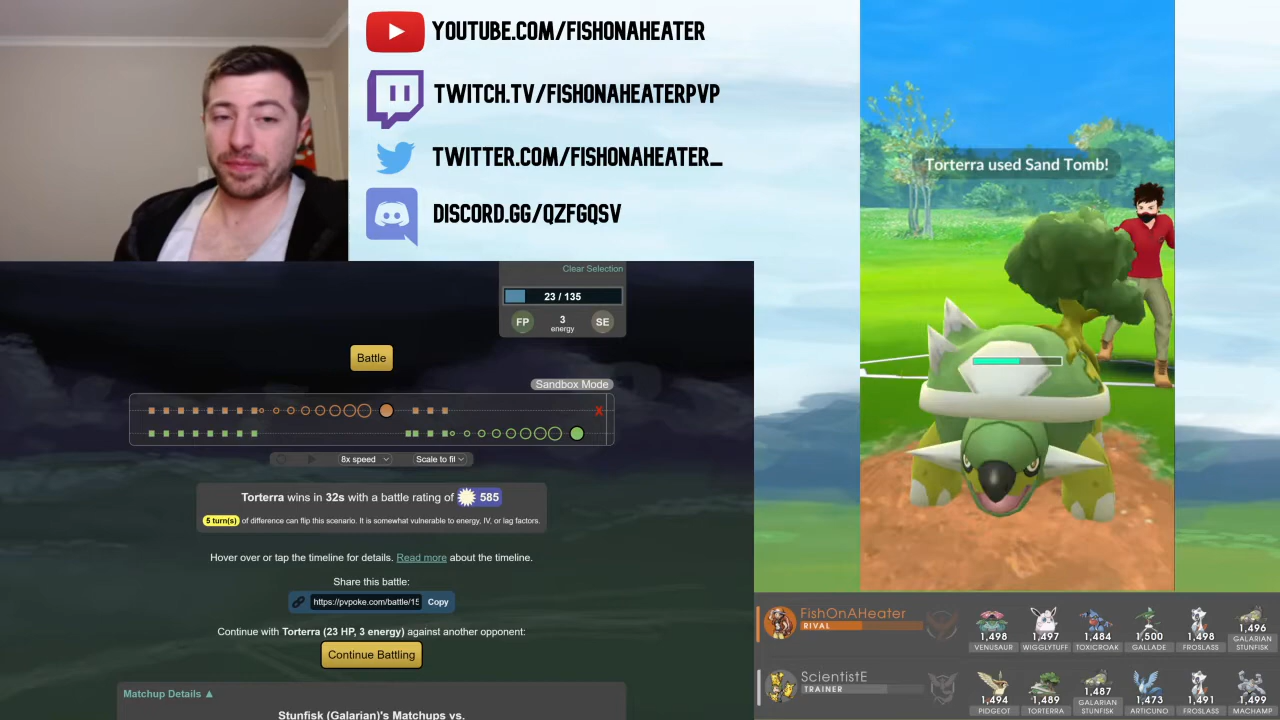 YOUTUBE.COM/FISHONAHEATER
TWITCH.TV/FISHONAHEATERPVP
TWITTER.COM/FISHONAHEATER_
DISCORD.GG/QZFGQSV
Torterra used Sand Tomb!
Clear Selection
23 / 135
FP
3
energy
SE
Battle
Sandbox Mode
X
8x speed
Scale to fit
Torterra wins in 32s with a battle rating of 585
5 turn(s) of difference can flip this scenario. It is somewhat vulnerable to energy, IV, or lag factors.
Hover over or tap the timeline for details. Read more about the timeline.
Share this battle:
https://pvpoke.com/battle/15
Copy
Continue with Torterra (23 HP, 3 energy) against another opponent:
Continue Battling
Matchup Details ▲
Stunfisk (Galarian)'s Matchups vs.
FishOnAHeater
RIVAL
1,498
VENUSAUR
1,497
WIGGLYTUFF
1,484
TOXICROAK
1,500
GALLADE
1,498
FROSLASS
1,496
GALARIAN
STUNFISK
ScientistE
TRAINER
1,494
PIDGEOT
1,489
TORTERRA
1,487
GALARIAN
STUNFISK
1,473
ARTICUNO
1,491
FROSLASS
1,499
MACHAMP